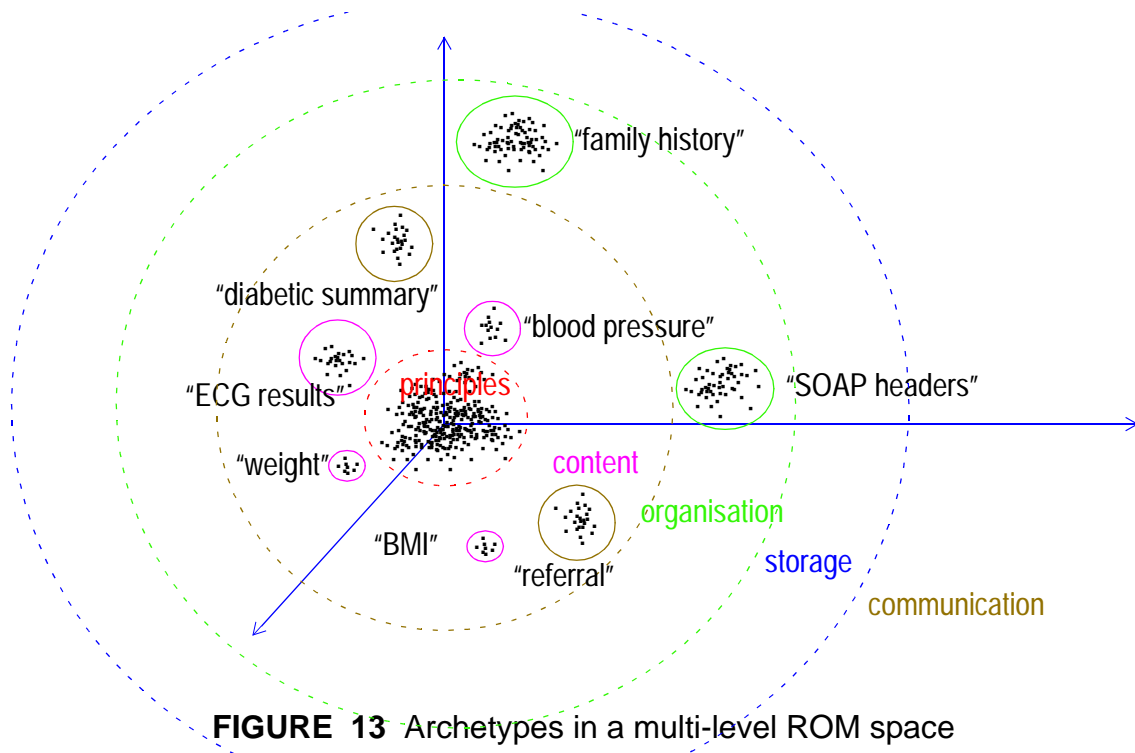 “family history”
“diabetic summary”
“blood pressure”
principles
“ECG results”
“SOAP headers”
“weight”
content
organisation
“BMI”
“referral”
storage
communication
FIGURE 13 Archetypes in a multi-level ROM space